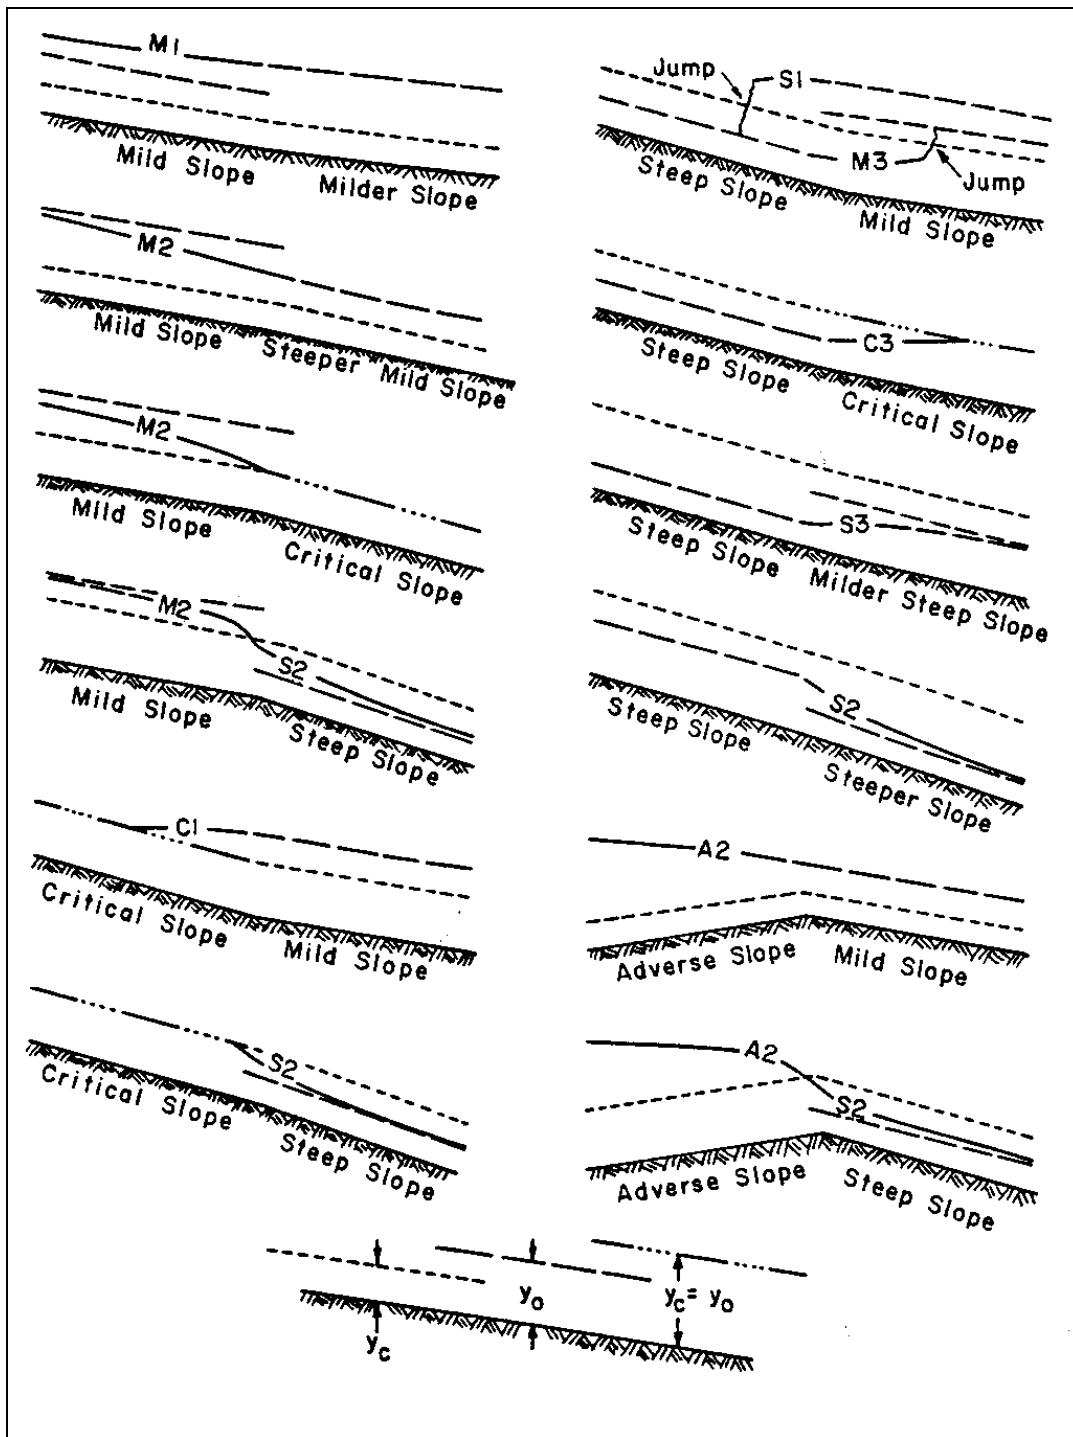 M1
Mild Slope
Milder Slope
M2
Mild Slope
Steeper Mild Slope
M2
Mild Slope
Critical Slope
M2
S2
Mild Slope
Steep Slope
C1
Critical Slope
Mild Slope
S2
Critical Slope
Steep Slope
Jump
S1
M3
Jump
Steep Slope
Mild Slope
C3
Steep Slope
Critical Slope
S3
Steep Slope
Milder Steep Slope
S2
Steep Slope
Steeper Slope
A2
Adverse Slope
Mild Slope
A2
S2
Adverse Slope
Steep Slope
yc
yo
yc = yo